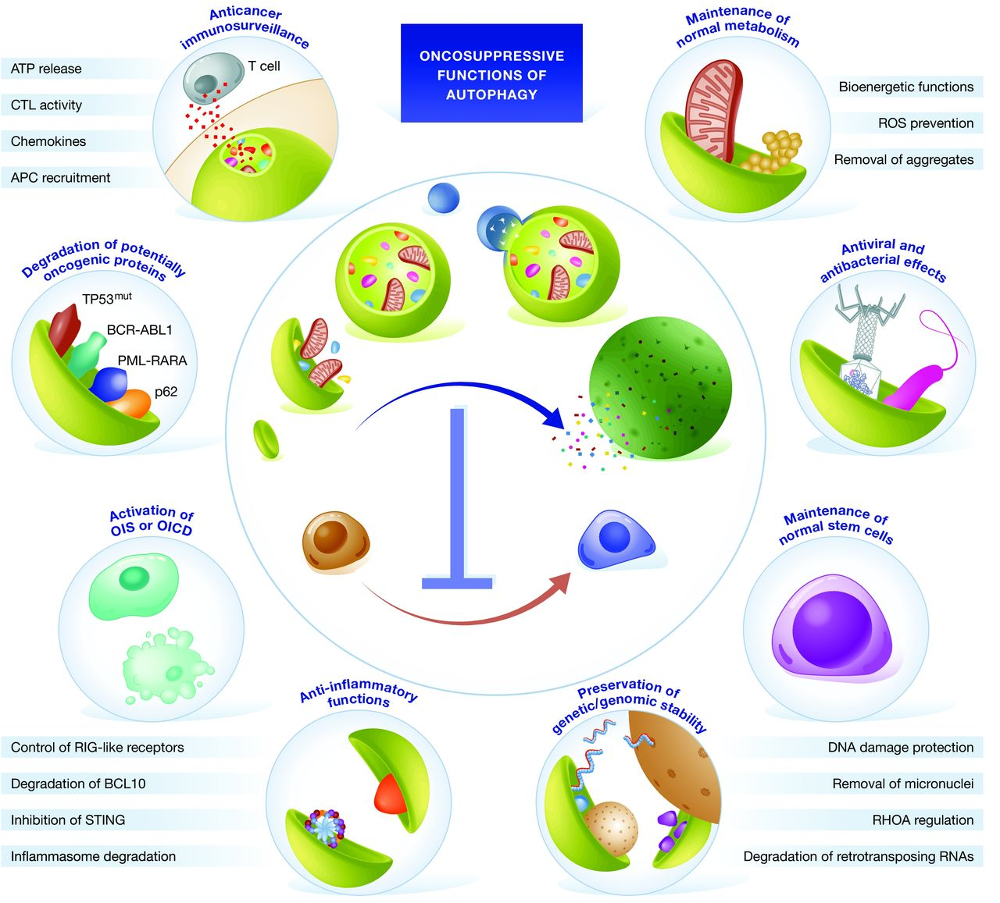 ONCOSUPPRESSIVE
FUNCTIONS OF
AUTOPHAGY
Anticancer
immunosurveillance
T cell
ATP release
CTL activity
Chemokines
APC recruitment
Maintenance of
normal metabolism
Bioenergetic functions
ROS prevention
Removal of aggregates
Degradation of potentially
oncogenic proteins
TP53mut
BCR-ABL1
PML-RARA
p62
Antiviral and
antibacterial effects
Activation of
OIS or OICD
Maintenance of
normal stem cells
Anti-inflammatory
functions
Control of RIG-like receptors
Degradation of BCL10
Inhibition of STING
Inflammasome degradation
Preservation of
genetic/genomic stability
DNA damage protection
Removal of micronuclei
RHOA regulation
Degradation of retrotransposing RNAs